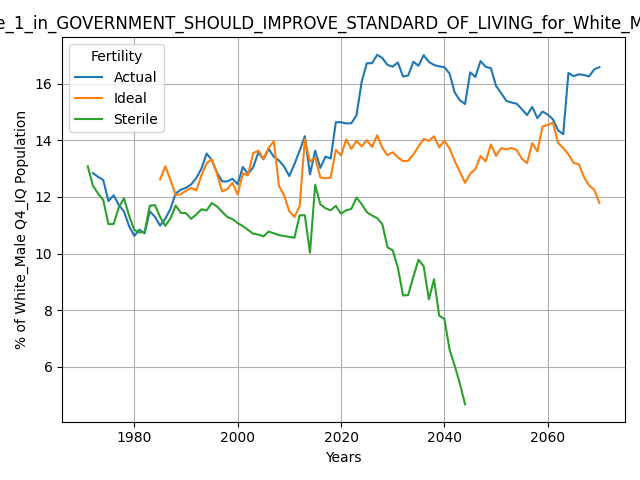 e_1_in_GOVERNMENT_SHOULD_IMPROVE_STANDARD_OF_LIVING_for_White_M
Fertility
Actual
Ideal
Sterile
% of White_Male Q4_IQ Population
16
14
12
10
8
6
1980
2000
2020
2040
2060
Years